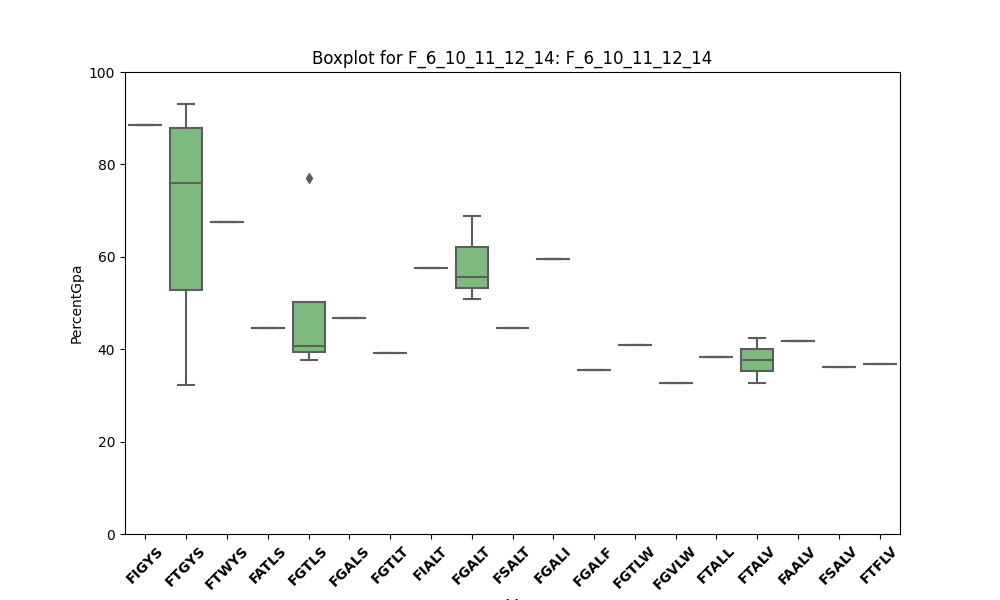 Boxplot for F_6_10_11_12_14: F_6_10_11_12_14
100
80
60
40
20
0
PercentGpa
FIGYS
FTGYS
FTWYS
FATLS
FGTLS
FGALS
FGTLT
FIALT
FGALT
FSALT
FGALI
FGALF
FGTLW
FGVLW
FTALL
FTALV
FAALV
FSALV
FTFLV